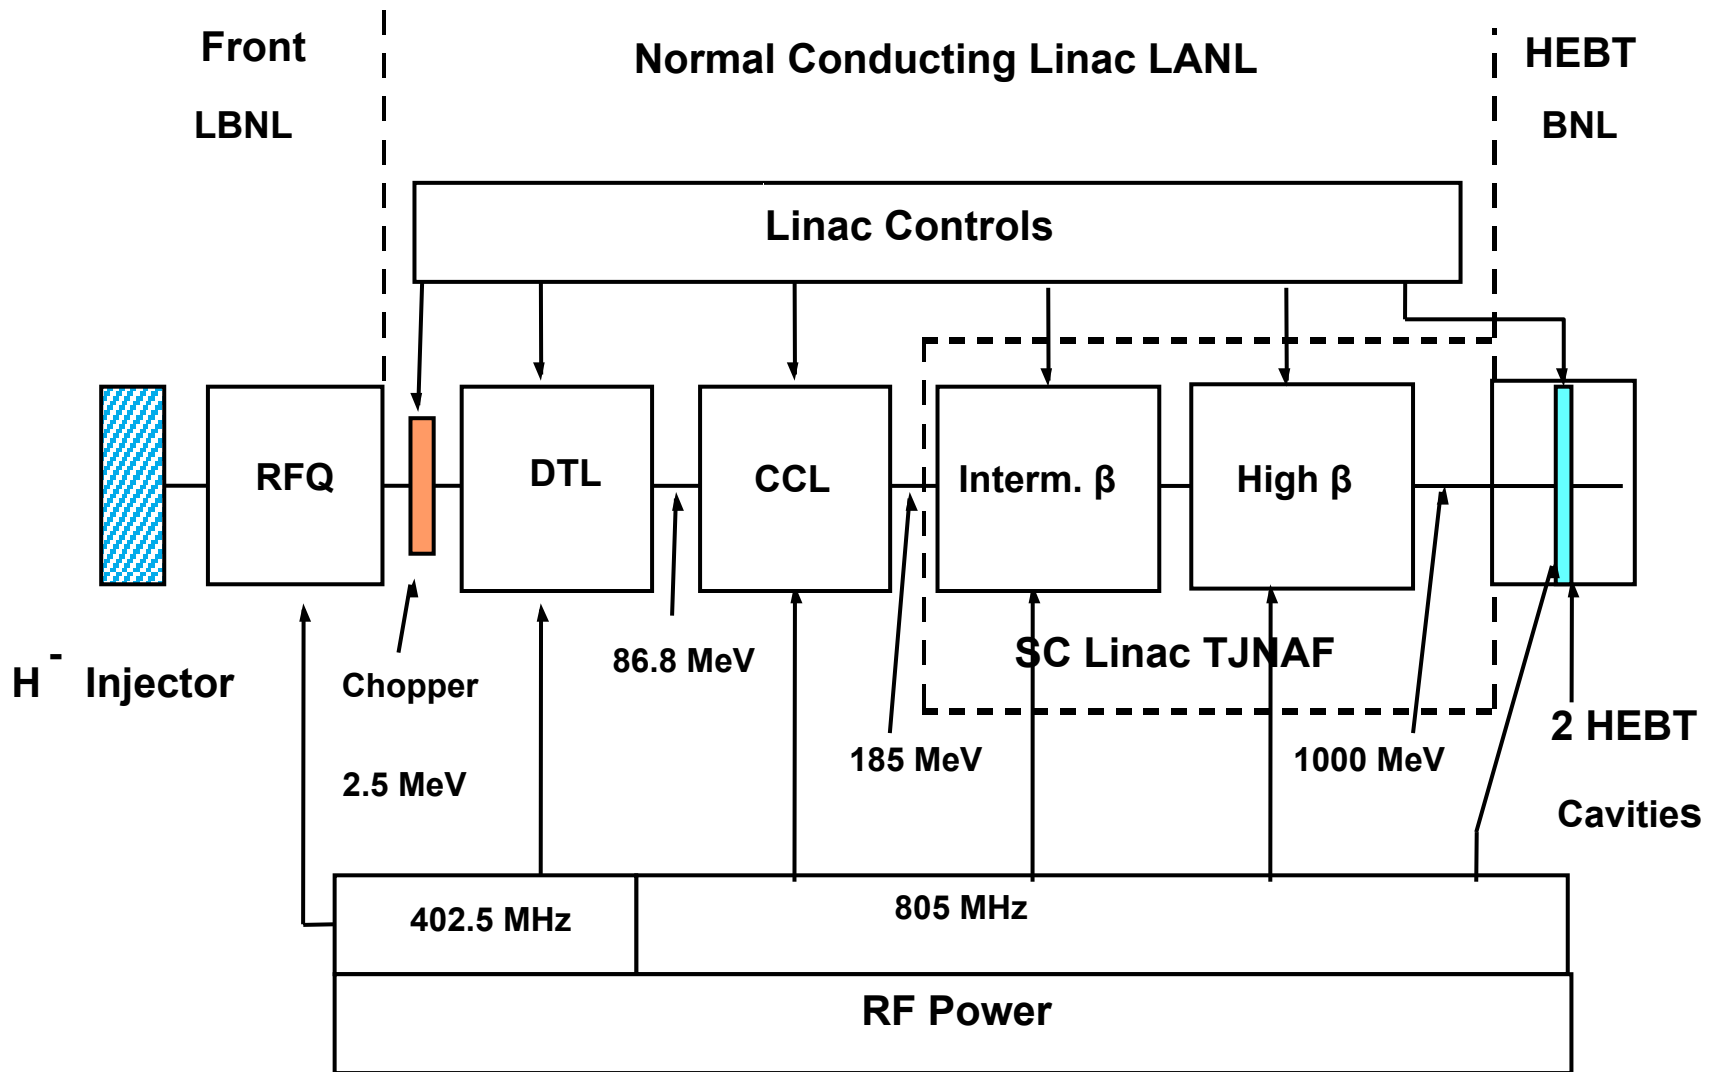 Front
LBNL
Normal Conducting Linac LANL
HEBT
BNL
Linac Controls
RFQ
DTL
CCL
Interm. β
High β
H⁻ Injector
Chopper
2.5 MeV
86.8 MeV
185 MeV
SC Linac TJNAF
1000 MeV
2 HEBT
Cavities
402.5 MHz
805 MHz
RF Power